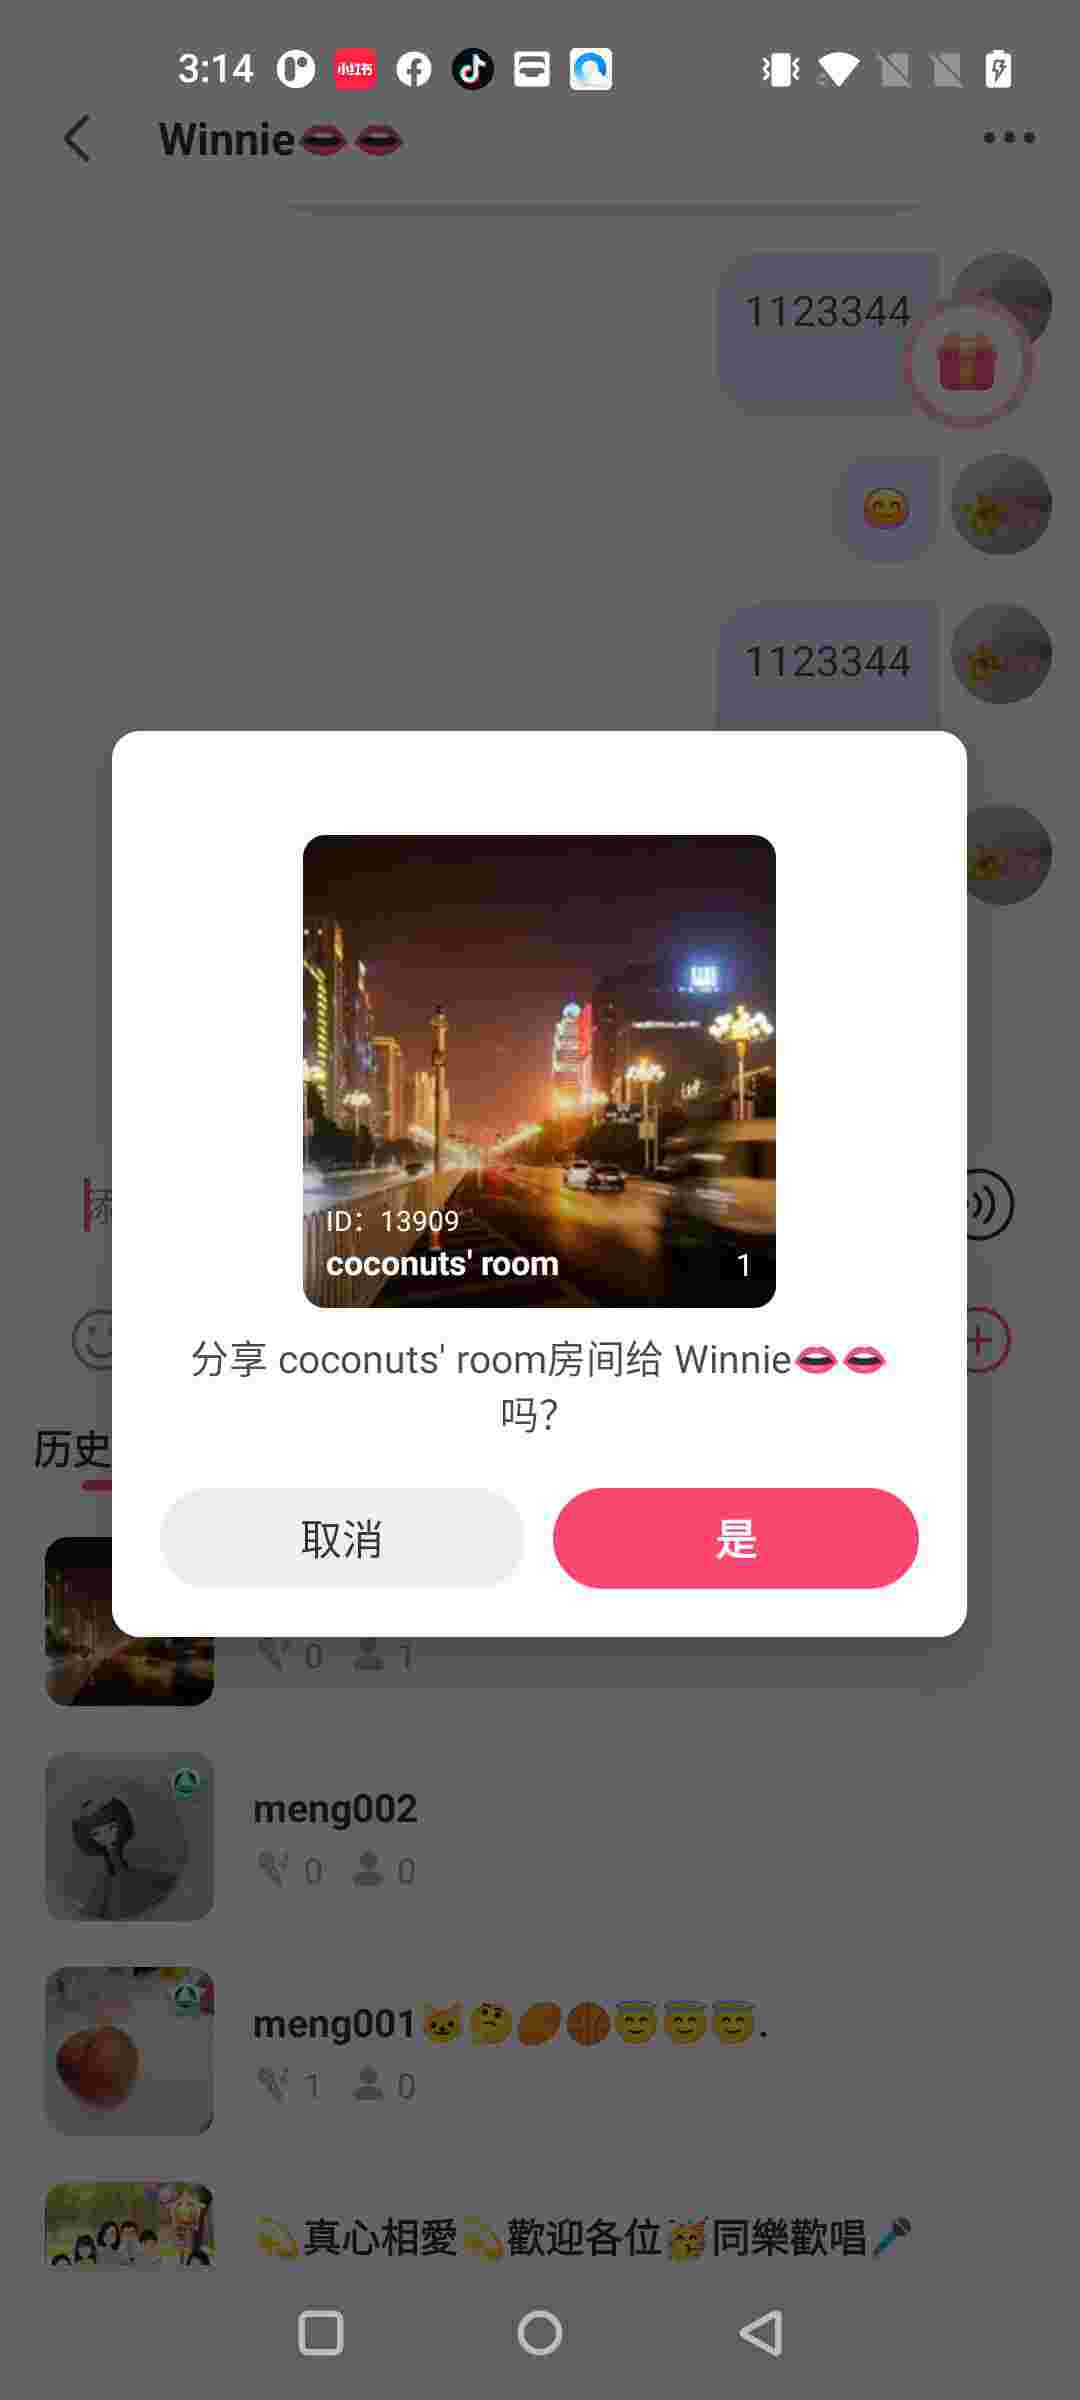 3:14
小红书
Winnie👄👄
1123344
😊
1123344
ID: 13909
coconuts' room
1
分享 coconuts' room房间给 Winnie👄👄
吗?
取消
是
历史
0 1
meng002
0 0
meng001🐱🤔🏉🏀😇😇😇.
1 0
💫真心相愛💫歡迎各位🥳同樂歡唱🎤